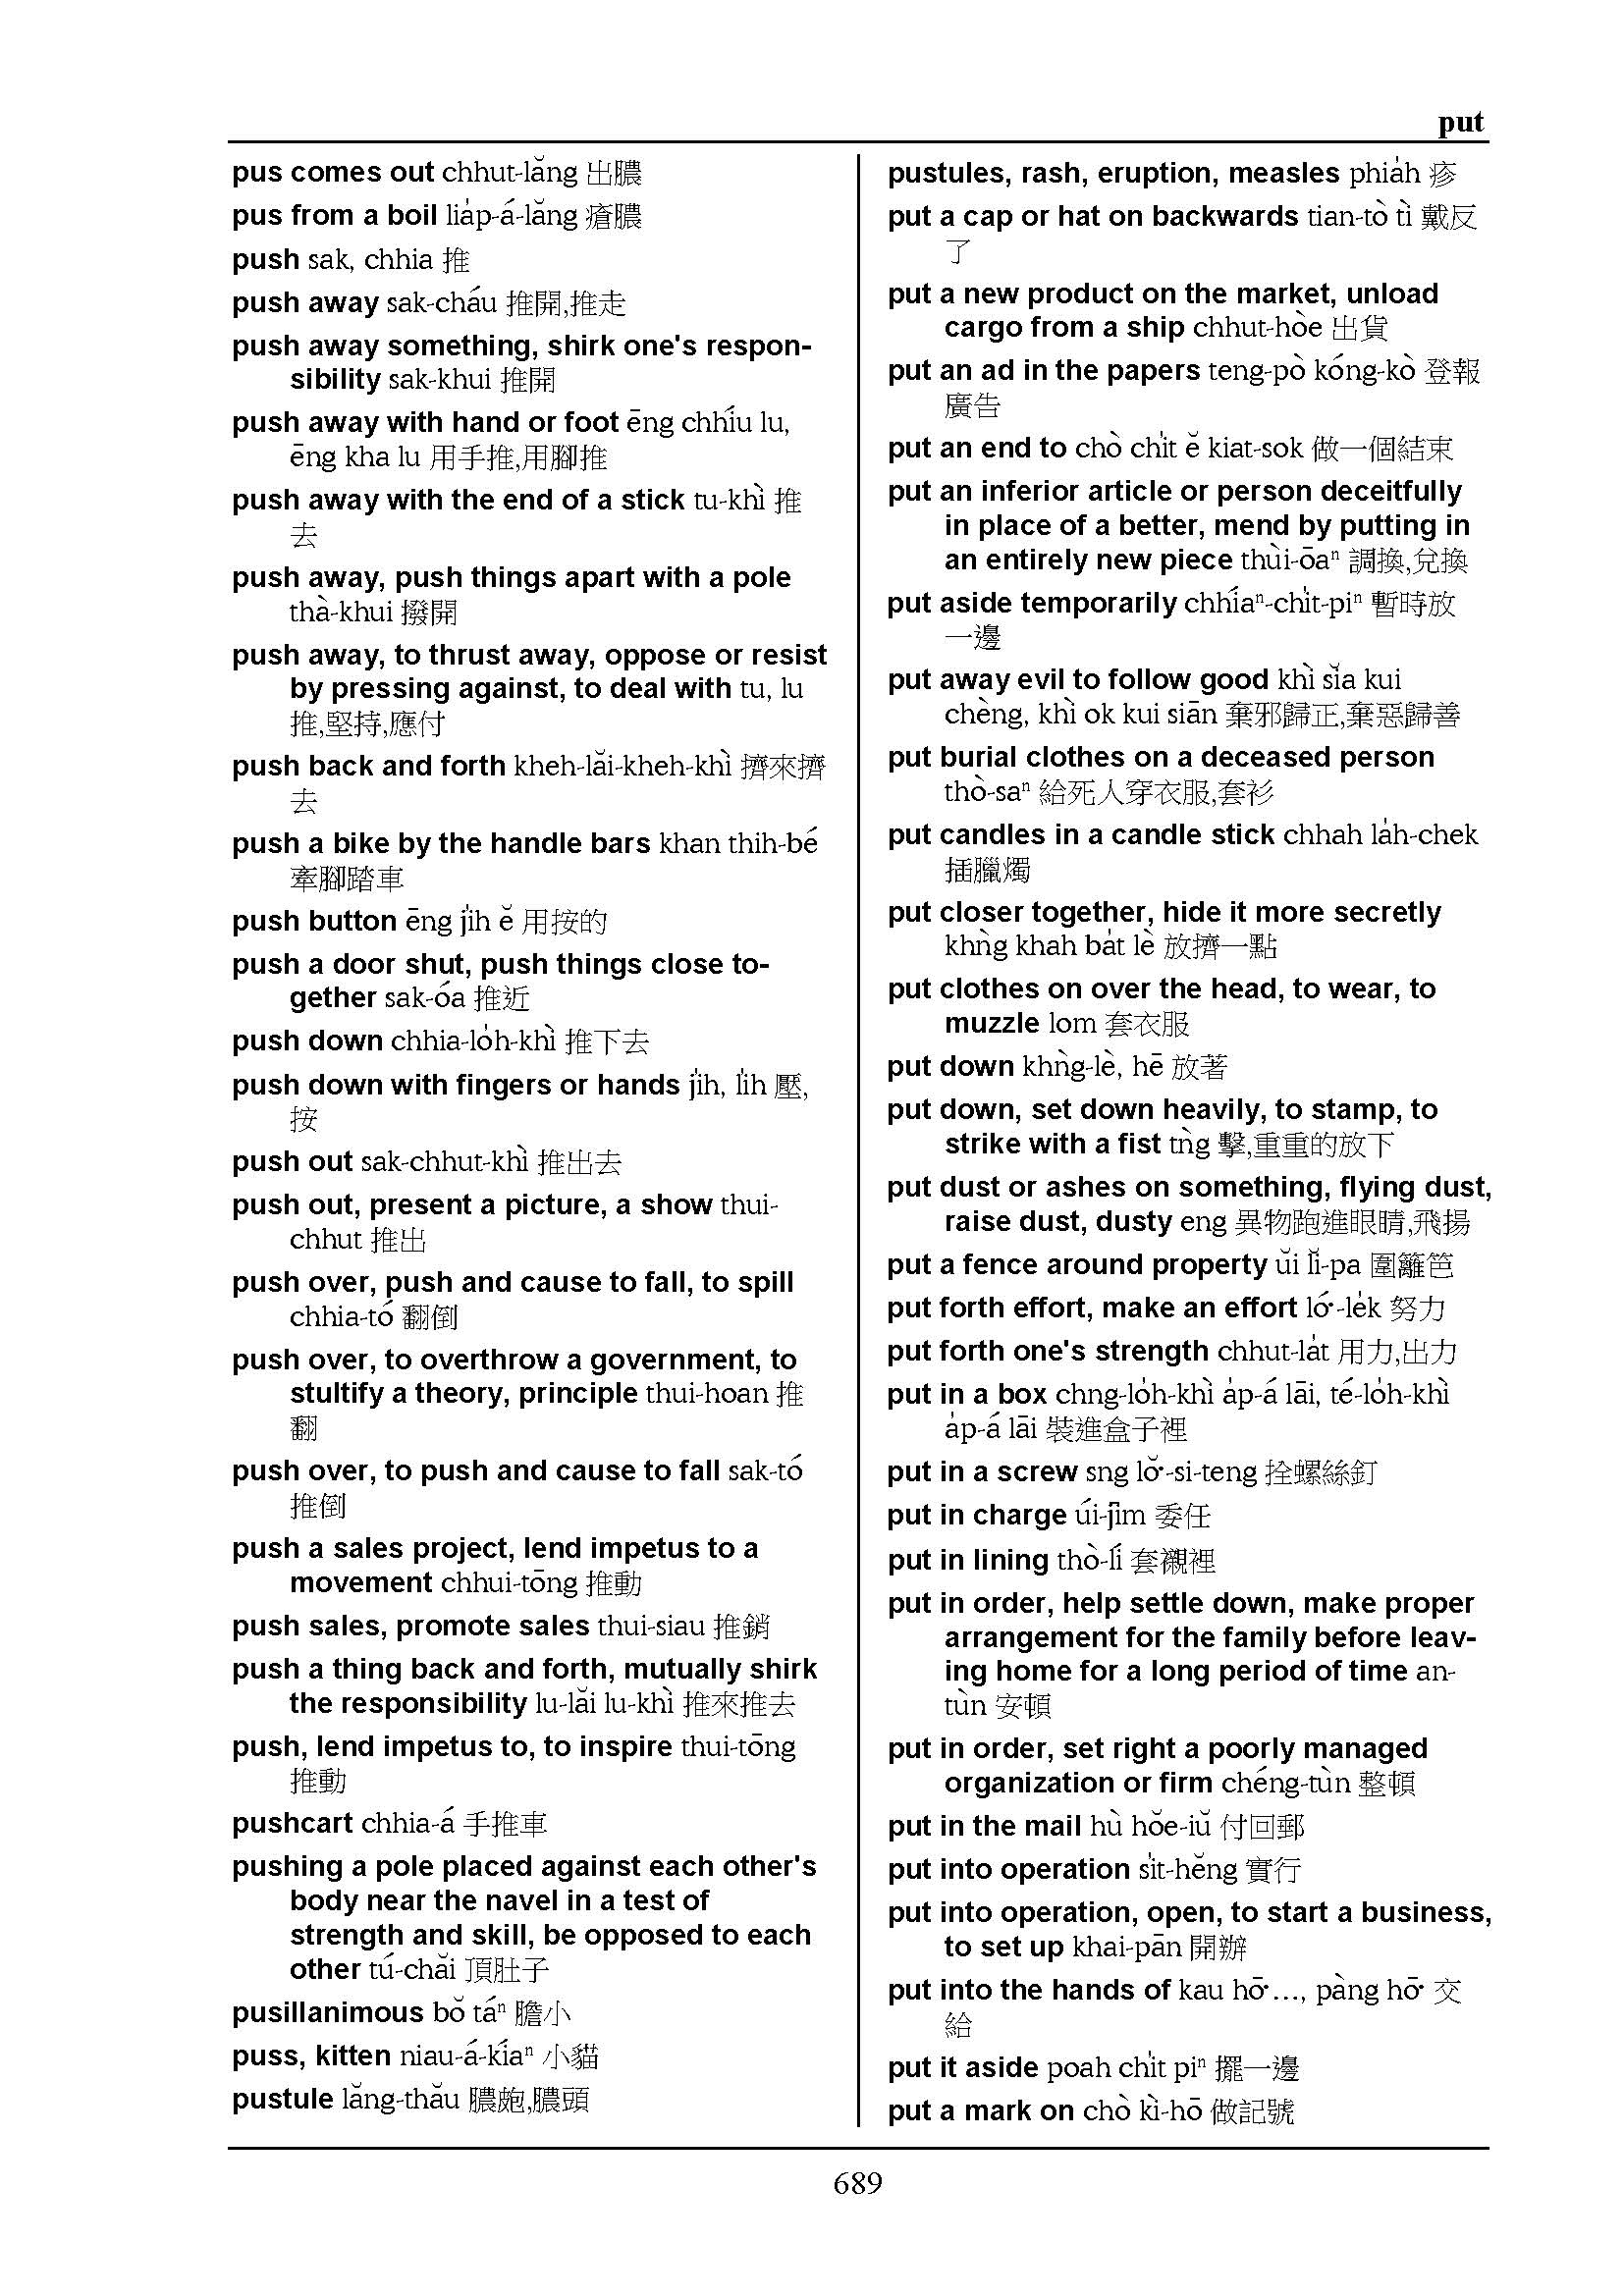 put
pus comes out chhut-lăng 出膿
pus from a boil lia̍p-á-lăng 瘡膿
push sak, chhia 推
push away sak-cháu 推開,推走
push away something, shirk one's respon-
sibility sak-khui 推開
push away with hand or foot ēng chhíu lu,
ēng kha lu 用手推,用腳推
push away with the end of a stick tu-khì 推
去
push away, push things apart with a pole
thà-khui 撥開
push away, to thrust away, oppose or resist
by pressing against, to deal with tu, lu
推,堅持,應付
push back and forth kheh-lăi-kheh-khì 擠來擠
去
push a bike by the handle bars khan thih-bé
牽腳踏車
push button ēng ji̍h ĕ 用按的
push a door shut, push things close to-
gether sak-óa 推近
push down chhia-lo̍h-khì 推下去
push down with fingers or hands ji̍h, li̍h 壓,
按
push out sak-chhut-khì 推出去
push out, present a picture, a show thui-
chhut 推出
push over, push and cause to fall, to spill
chhia-tó 翻倒
push over, to overthrow a government, to
stultify a theory, principle thui-hoan 推
翻
push over, to push and cause to fall sak-tó
推倒
push a sales project, lend impetus to a
movement chhui-tōng 推動
push sales, promote sales thui-siau 推銷
push a thing back and forth, mutually shirk
the responsibility lu-lăi lu-khì 推來推去
push, lend impetus to, to inspire thui-tōng
推動
pushcart chhia-á 手推車
pushing a pole placed against each other's
body near the navel in a test of
strength and skill, be opposed to each
other tú-chăi 頂肚子
pusillanimous bŏ táⁿ 膽小
puss, kitten niau-á-kíaⁿ 小貓
pustule lăng-thău 膿皰,膿頭
pustules, rash, eruption, measles phia̍h 疹
put a cap or hat on backwards tian-tò tì 戴反
了
put a new product on the market, unload
cargo from a ship chhut-hòe 出貨
put an ad in the papers teng-pò kóng-kò 登報
廣告
put an end to chò chi̍t ĕ kiat-sok 做一個結束
put an inferior article or person deceitfully
in place of a better, mend by putting in
an entirely new piece thùi-ōaⁿ 調換,兌換
put aside temporarily chhíaⁿ-chi̍t-piⁿ 暫時放
一邊
put away evil to follow good khì sĭa kui
chèng, khì ok kui siān 棄邪歸正,棄惡歸善
put burial clothes on a deceased person
thò-saⁿ 給死人穿衣服,套衫
put candles in a candle stick chhah la̍h-chek
插臘燭
put closer together, hide it more secretly
khǹg khah ba̍t lè 放擠一點
put clothes on over the head, to wear, to
muzzle lom 套衣服
put down khǹg-lè, hē 放著
put down, set down heavily, to stamp, to
strike with a fist tǹg 擊,重重的放下
put dust or ashes on something, flying dust,
raise dust, dusty eng 異物跑進眼睛,飛揚
put a fence around property ŭi lĭ-pa 圍籬笆
put forth effort, make an effort ló͘-le̍k 努力
put forth one's strength chhut-la̍t 用力,出力
put in a box chng-lo̍h-khì a̍p-á lāi, té-lo̍h-khì
a̍p-á lāi 裝進盒子裡
put in a screw sng lŏ͘-si-teng 拴螺絲釘
put in charge úi-jîm 委任
put in lining thò-lí 套襯裡
put in order, help settle down, make proper
arrangement for the family before leav-
ing home for a long period of time an-
tùn 安頓
put in order, set right a poorly managed
organization or firm chéng-tùn 整頓
put in the mail hù hŏe-iŭ 付回郵
put into operation si̍t-hĕng 實行
put into operation, open, to start a business,
to set up khai-pān 開辦
put into the hands of kau hō͘…, pàng hō͘ 交
給
put it aside poah chi̍t piⁿ 擺一邊
put a mark on chò kì-hō 做記號
689